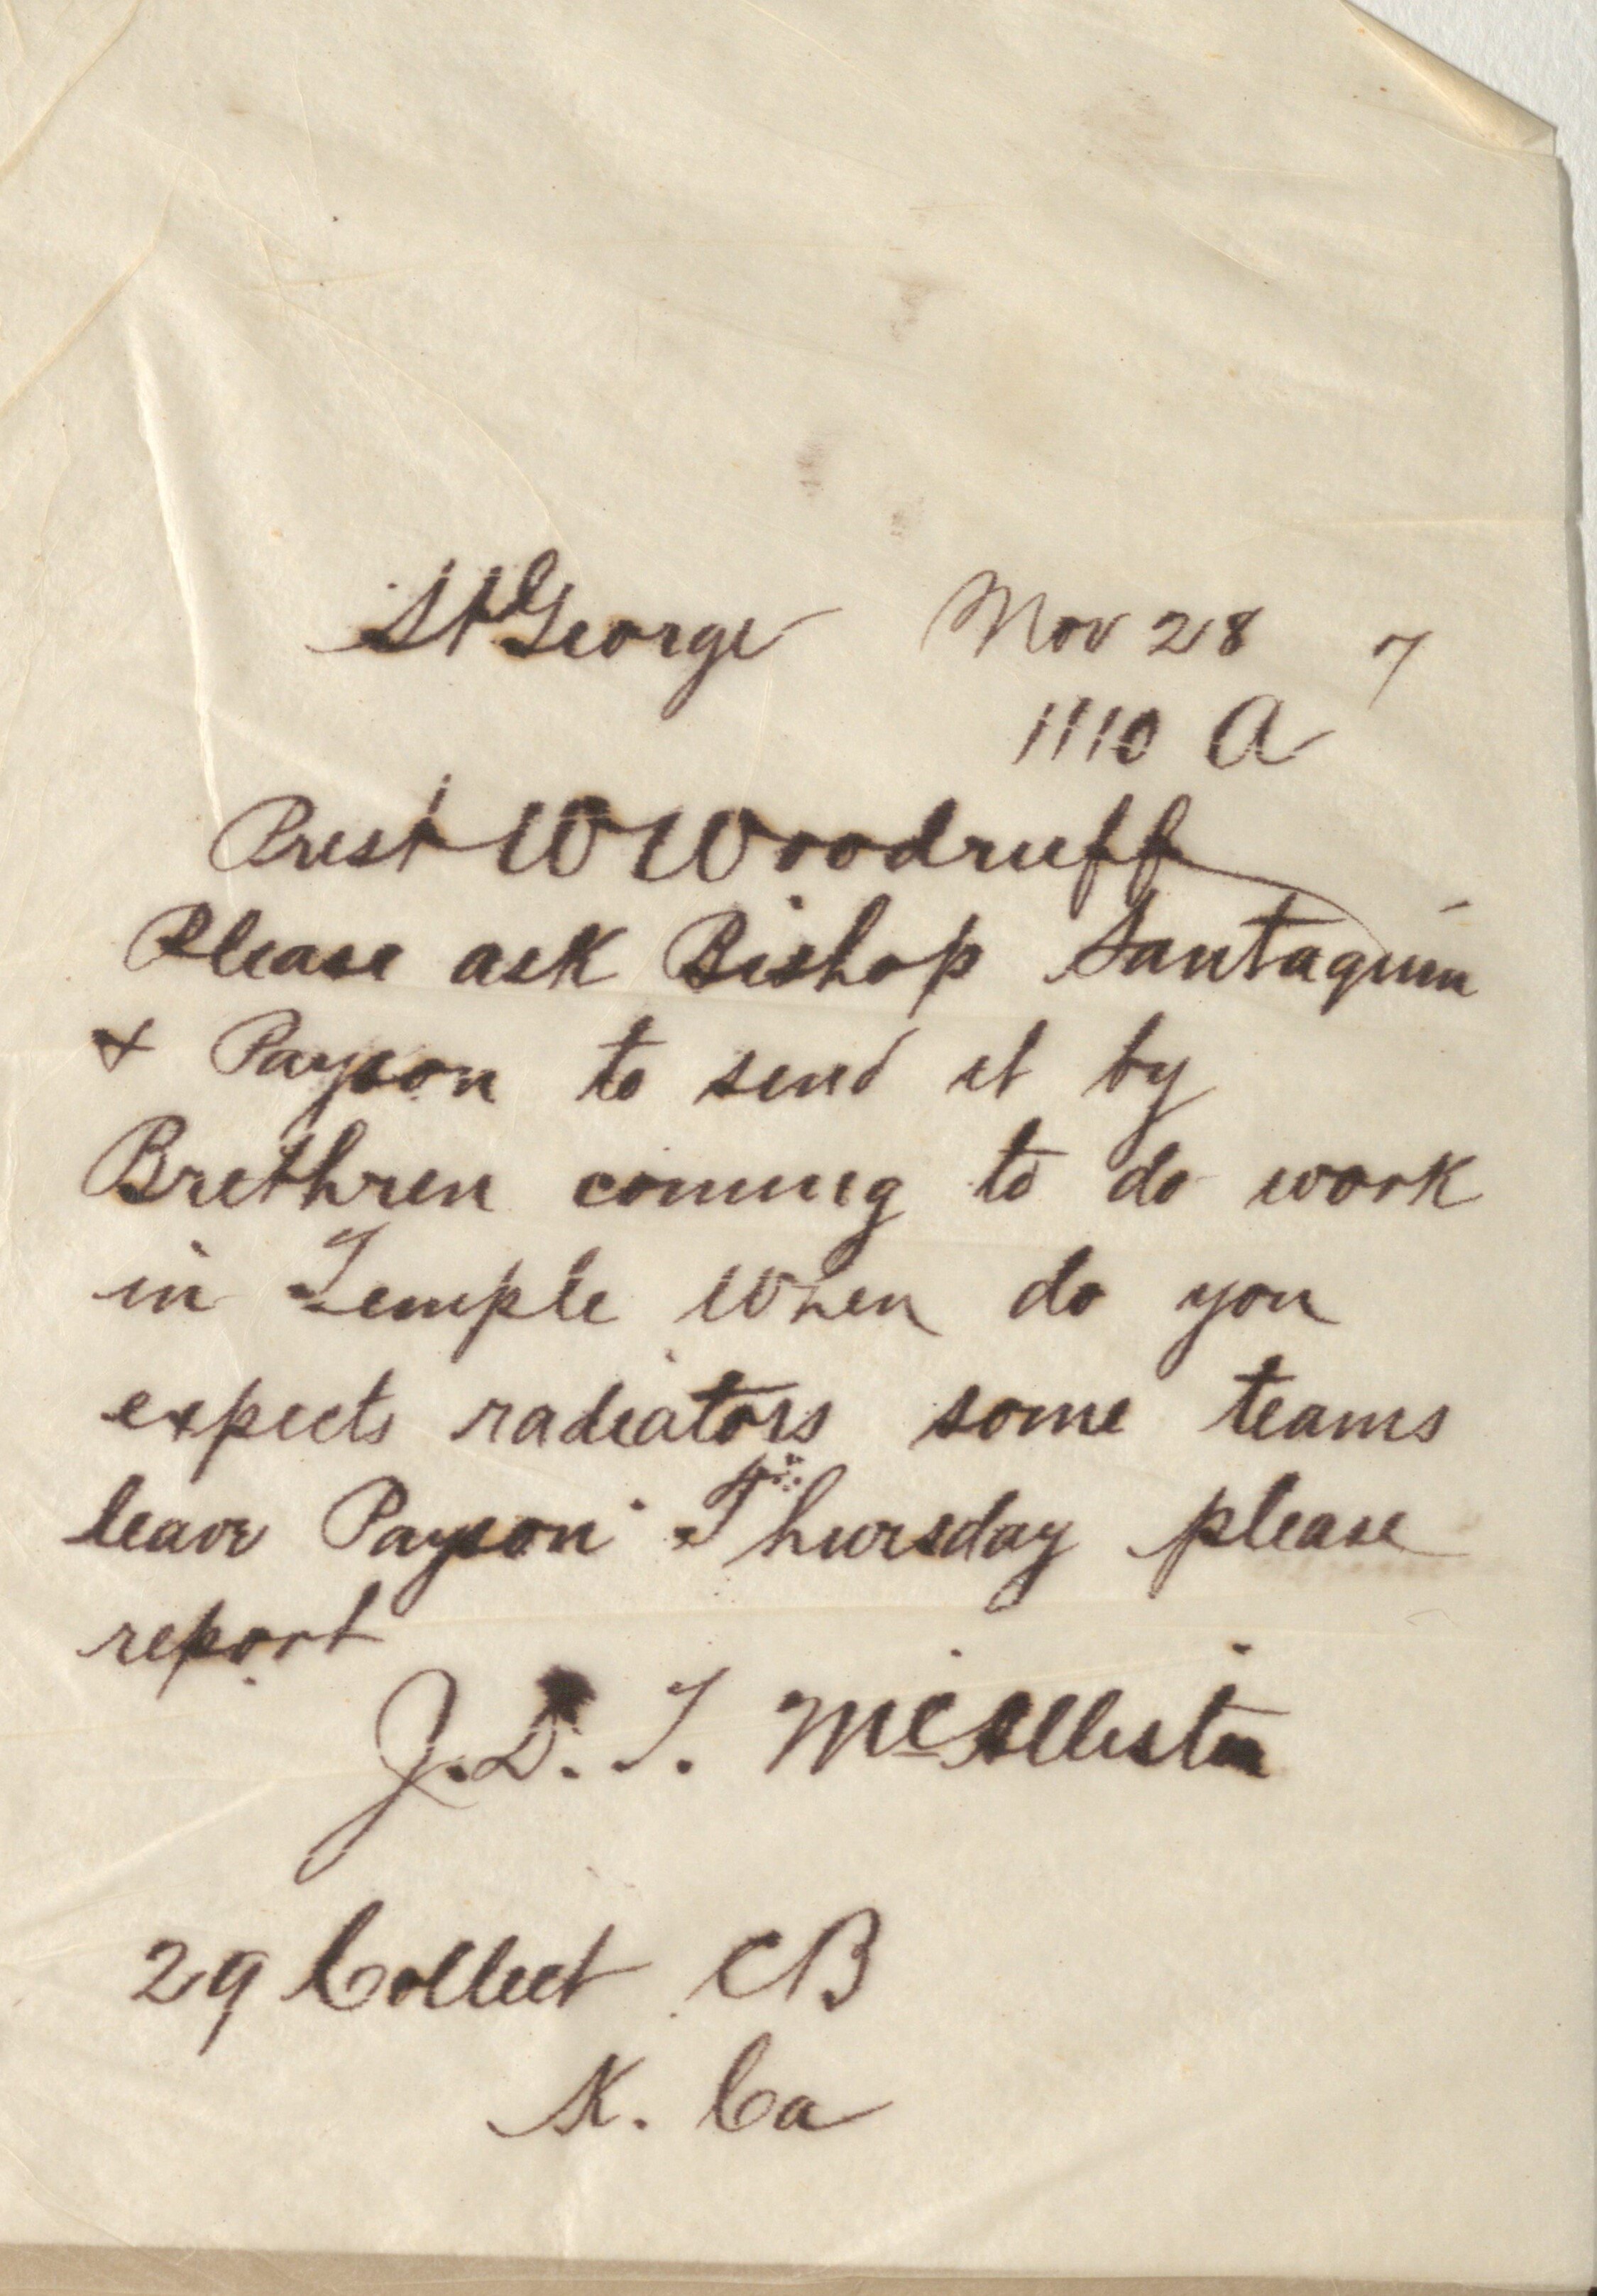 St George Nov 28 7
1110 A
Prest W Woodruff
Please ask Bishop Santaquin
& Payson to send it by
Brethren coming to do work
in Temple When do you
expects radiators some teams
leave Payson Thursday please
report
J. D. T. McAllister
29 Collect CB
K. Ca